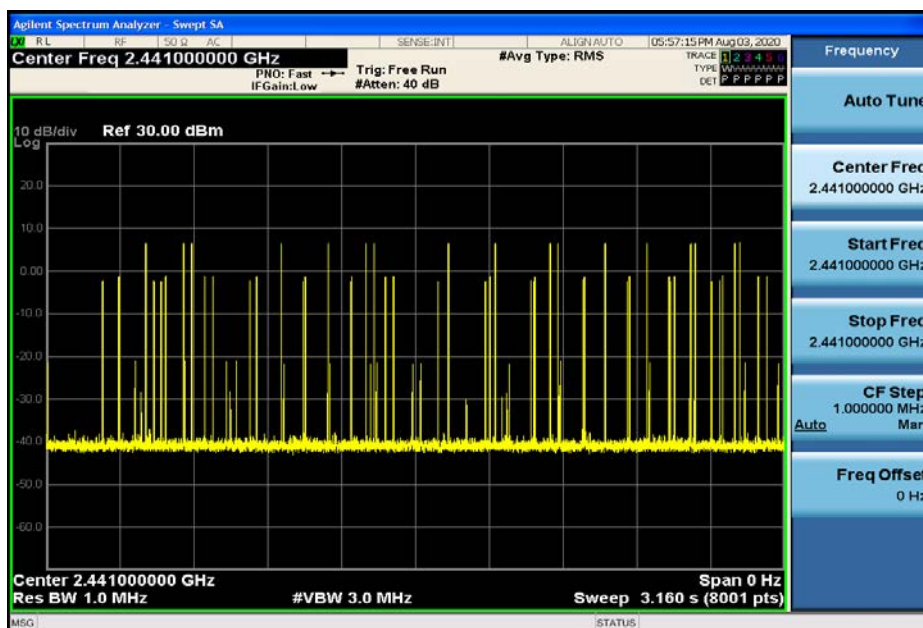 Agilent Spectrum Analyzer - Swept SA
LXI RL RF 50 Ω AC SENSE:INT ALIGN AUTO 05:57:15 PM Aug 03, 2020
Center Freq 2.441000000 GHz
#Avg Type: RMS
TRACE 1 2 3 4 5 6
PNO: Fast
Trig: Free Run
TYPE
IFGain:Low
#Atten: 40 dB
DET P P P P P P
10 dB/div Ref 30.00 dBm
Log
20.0
10.0
0.00
-10.0
-20.0
-30.0
-40.0
-50.0
-60.0
Center 2.441000000 GHz Span 0 Hz
Res BW 1.0 MHz #VBW 3.0 MHz Sweep 3.160 s (8001 pts)
MSG STATUS
Frequency
Auto Tune
Center Freq
2.441000000 GHz
Start Freq
2.441000000 GHz
Stop Freq
2.441000000 GHz
CF Step
1.000000 MHz
Auto Man
Freq Offset
0 Hz